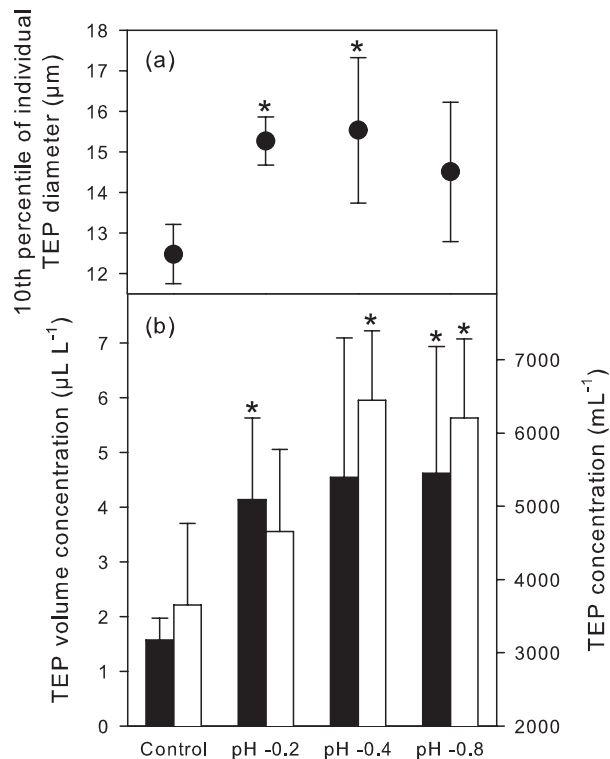 10th percentile of individual
TEP diameter (µm)
18
17
16
15
14
13
12
(a)
*
*
TEP volume concentration (µL L-1)
7
6
5
4
3
2
1
0
(b)
*
*
*
*
7000
6000
5000
4000
3000
2000
TEP concentration (mL-1)
Control
pH -0.2
pH -0.4
pH -0.8